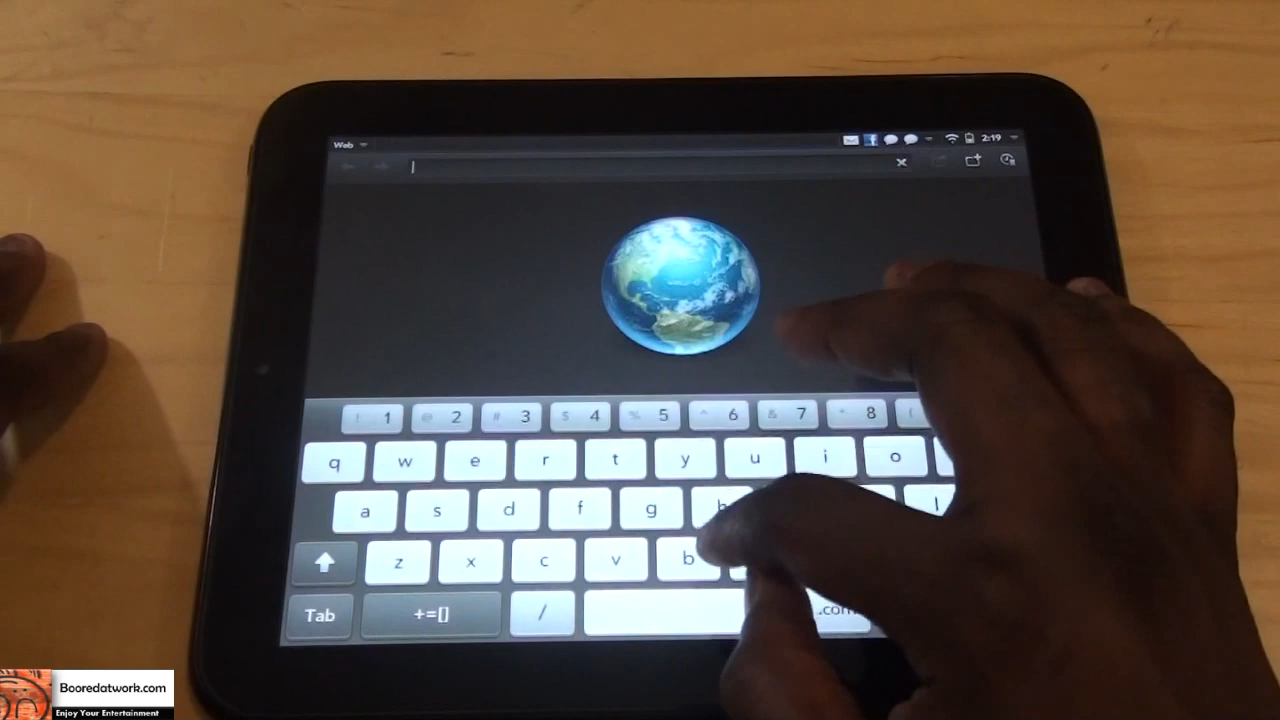 Web
2:19
! 1 @ 2 # 3 $ 4 % 5 ^ 6 & 7 * 8 (
q w e r t y u i o
a s d f g h l
z x c v b
Tab +=[] / .com
Booredatwork.com
Enjoy Your Entertainment